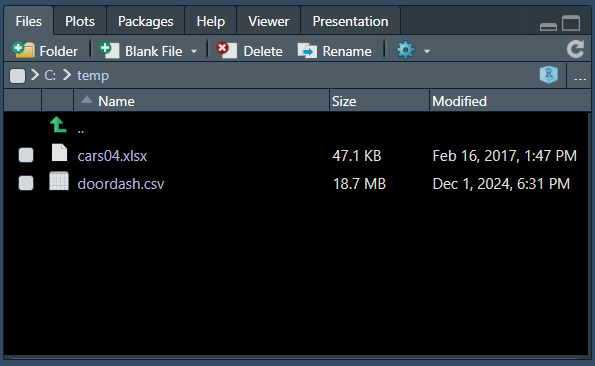 Files Plots Packages Help Viewer Presentation
Folder Blank File Delete Rename
C: temp ...
Name Size Modified
..
cars04.xlsx 47.1 KB Feb 16, 2017, 1:47 PM
doordash.csv 18.7 MB Dec 1, 2024, 6:31 PM